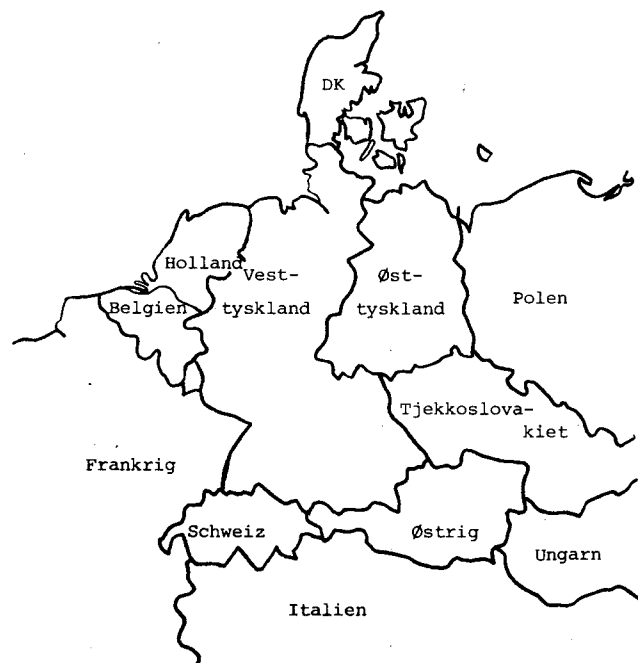 DK
Holland
Vest-
tyskland
Øst-
tyskland
Belgien
Polen
Tjekkoslova-
kiet
Frankrig
Schweiz
Østrig
Ungarn
Italien